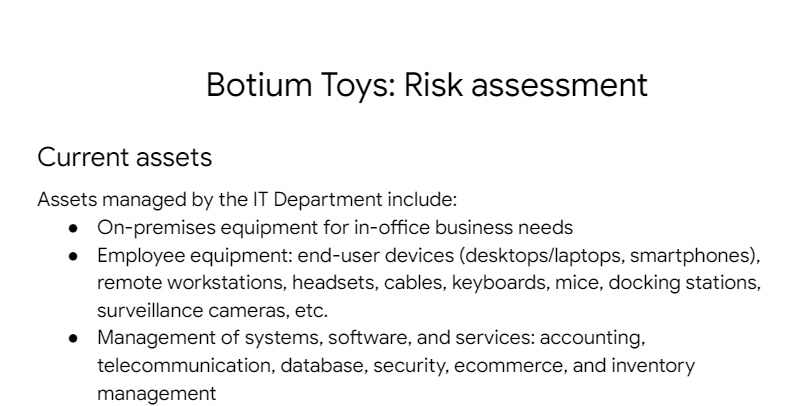 Botium Toys: Risk assessment
Current assets
Assets managed by the IT Department include:
● On-premises equipment for in-office business needs
● Employee equipment: end-user devices (desktops/laptops, smartphones),
remote workstations, headsets, cables, keyboards, mice, docking stations,
surveillance cameras, etc.
● Management of systems, software, and services: accounting,
telecommunication, database, security, ecommerce, and inventory
management